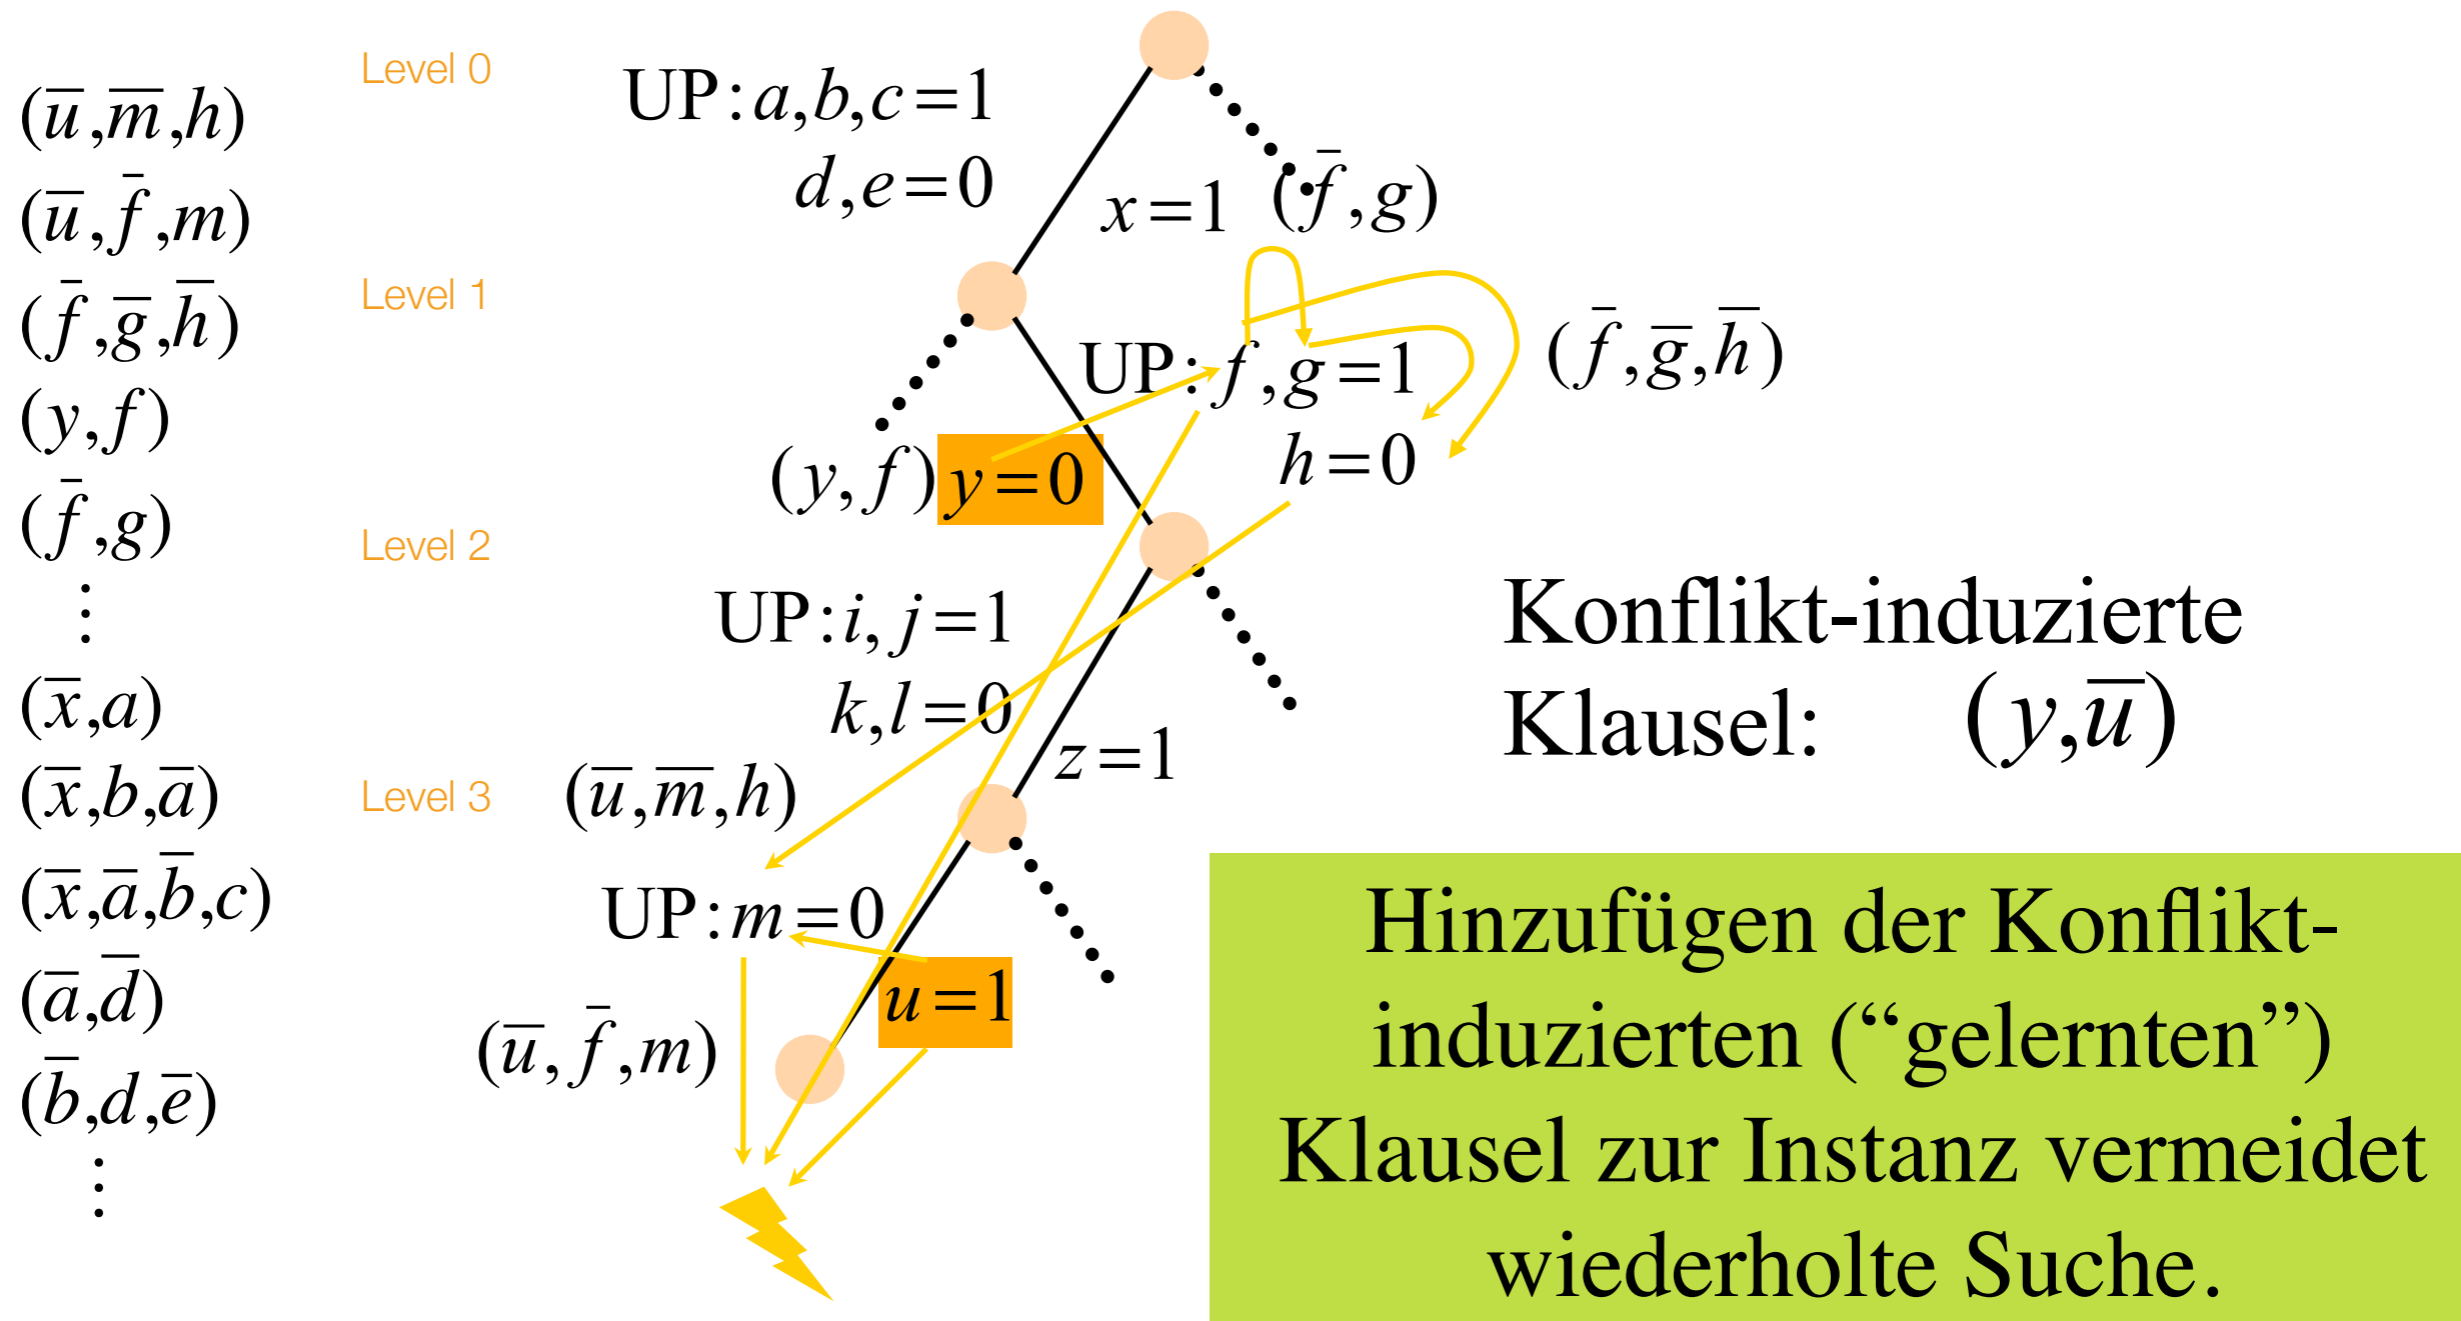 (u̅,m̅,h)
(u̅,f̅,m)
(f̅,g̅,h̅)
(y,f)
(f̅,g)
⋮
(x̅,a)
(x̅,b,a̅)
(x̅,a̅,b̅,c)
(a̅,d̅)
(b̅,d,e̅)
⋮
Level 0
UP:a,b,c=1
d,e=0
x=1
(f̅,g)
Level 1
UP:f,g=1
h=0
(f̅,g̅,h̅)
(y,f)
y=0
Level 2
UP:i,j=1
k,l=0
z=1
Level 3
(u̅,m̅,h)
UP:m=0
u=1
(u̅,f̅,m)
Konflikt-induzierte
Klausel: (y,u̅)
Hinzufügen der Konflikt-
induzierten (“gelernten”)
Klausel zur Instanz vermeidet
wiederholte Suche.